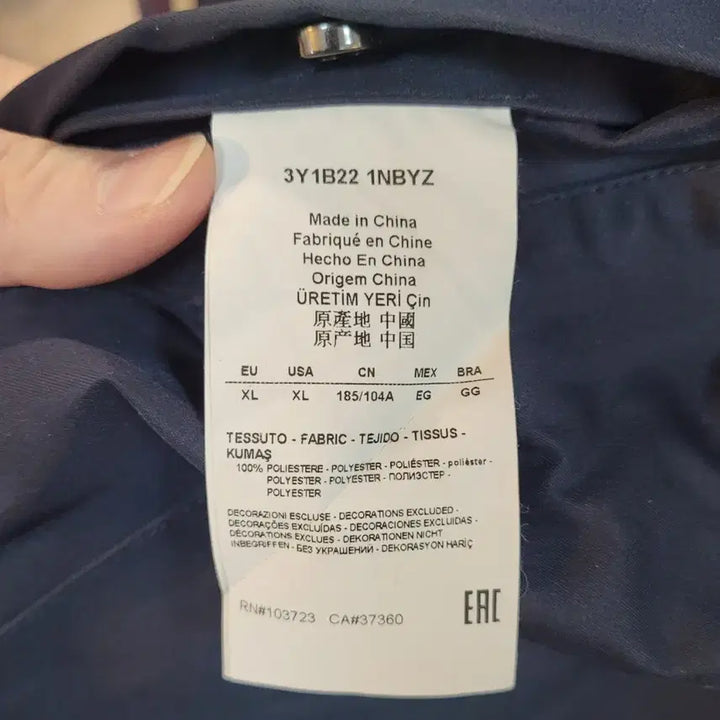 3Y1B22 1NBYZ
Made in China
Fabriqué en Chine
Hecho En China
Origem China
ÜRETİM YERİ Çin
原產地 中國
原产地 中国
EU USA CN MEX BRA
XL XL 185/104A EG GG
TESSUTO - FABRIC - TEJIDO - TISSUS -
KUMAŞ
100% POLIESTERE - POLYESTER - POLIÉSTER - poliéster -
POLYESTER - POLYESTER - ПОЛИЭСТЕР -
POLYESTER
DECORAZIONI ESCLUSE - DECORATIONS EXCLUDED -
DECORAÇÕES EXCLUÍDAS - DECORACIONES EXCLUIDAS -
DÉCORATIONS EXCLUES - DEKORATIONEN NICHT
INBEGRIFFEN - БЕЗ УКРАШЕНИИ - DEKORASYON HARİÇ
RN#103723 CA#37360
EAC